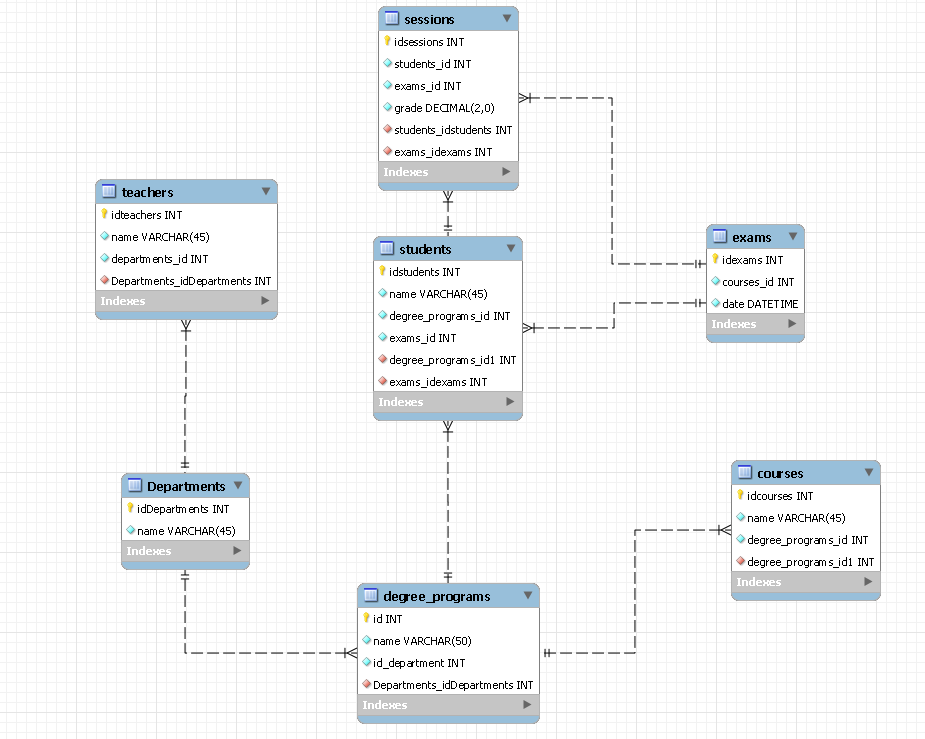 sessions
idsessions INT
students_id INT
exams_id INT
grade DECIMAL(2,0)
students_idstudents INT
exams_idexams INT
Indexes
teachers
idteachers INT
name VARCHAR(45)
departments_id INT
Departments_idDepartments INT
Indexes
students
idstudents INT
name VARCHAR(45)
degree_programs_id INT
exams_id INT
degree_programs_id1 INT
exams_idexams INT
Indexes
exams
idexams INT
courses_id INT
date DATETIME
Indexes
Departments
idDepartments INT
name VARCHAR(45)
Indexes
courses
idcourses INT
name VARCHAR(45)
degree_programs_id INT
degree_programs_id1 INT
Indexes
degree_programs
id INT
name VARCHAR(50)
id_department INT
Departments_idDepartments INT
Indexes